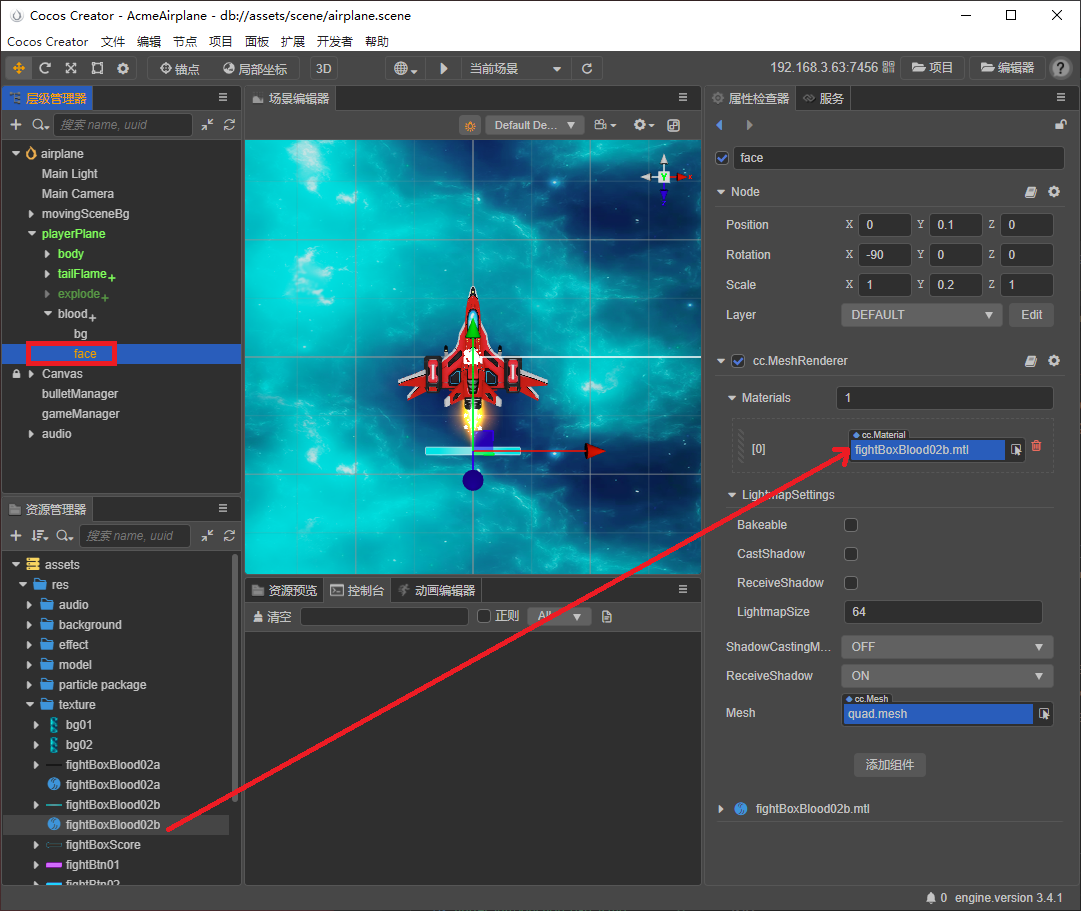 Cocos Creator - AcmeAirplane - db://assets/scene/airplane.scene
Cocos Creator 文件 编辑 节点 项目 面板 扩展 开发者 帮助
锚点 局部坐标 3D 当前场景 192.168.3.63:7456 项目 编辑器 ?
层级管理器
搜索 name, uuid
airplane
Main Light
Main Camera
movingSceneBg
playerPlane
body
tailFlame
explode
blood
bg
face
Canvas
bulletManager
gameManager
audio
资源管理器
搜索 name, uuid
assets
res
audio
background
effect
model
particle package
texture
bg01
bg02
fightBoxBlood02a
fightBoxBlood02a
fightBoxBlood02b
fightBoxBlood02b
fightBoxScore
fightBtn01
fightBtn02
场景编辑器
Default De...
Y
资源预览 控制台 动画编辑器
清空 正则 All
属性检查器 服务
face
Node
Position X 0 Y 0.1 Z 0
Rotation X -90 Y 0 Z 0
Scale X 1 Y 0.2 Z 1
Layer DEFAULT Edit
cc.MeshRenderer
Materials 1
cc.Material
[0] fightBoxBlood02b.mtl
LightmapSettings
Bakeable
CastShadow
ReceiveShadow
LightmapSize 64
ShadowCastingM... OFF
ReceiveShadow ON
cc.Mesh
Mesh quad.mesh
添加组件
fightBoxBlood02b.mtl
0 engine.version 3.4.1